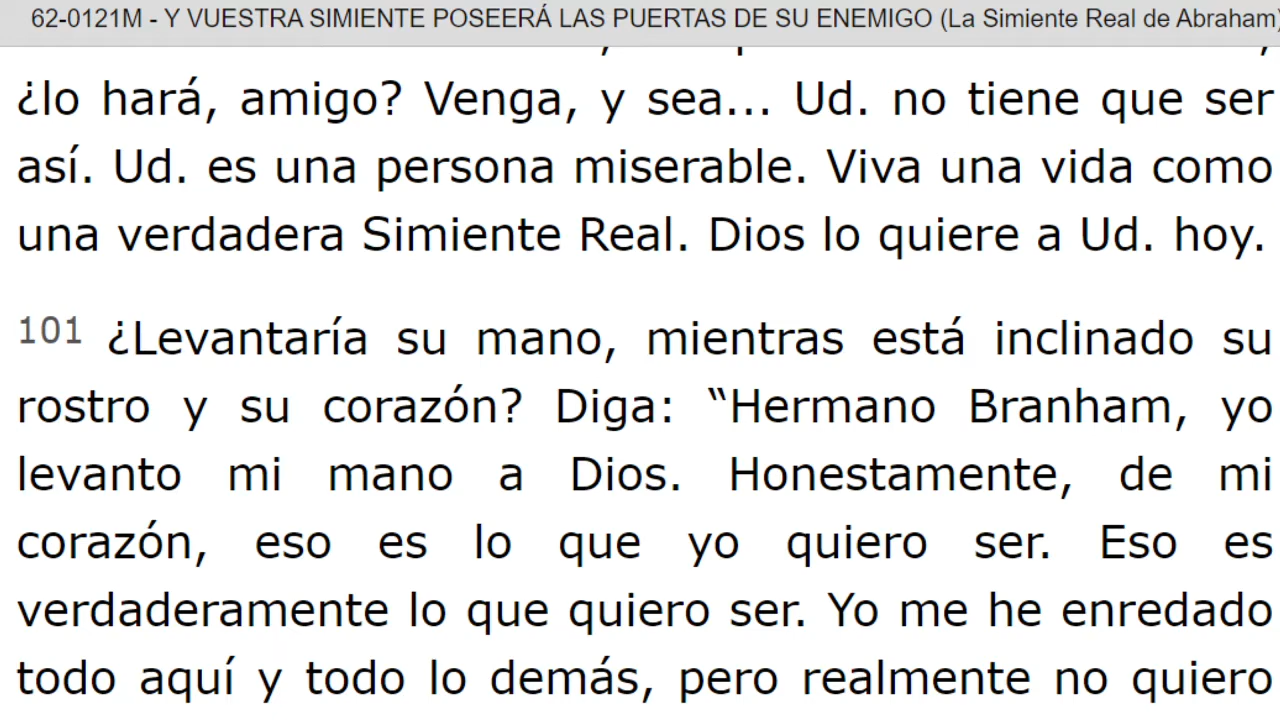 62-0121M - Y VUESTRA SIMIENTE POSEERÁ LAS PUERTAS DE SU ENEMIGO (La Simiente Real de Abraham)
¿lo hará, amigo? Venga, y sea... Ud. no tiene que ser
así. Ud. es una persona miserable. Viva una vida como
una verdadera Simiente Real. Dios lo quiere a Ud. hoy.
101 ¿Levantaría su mano, mientras está inclinado su
rostro y su corazón? Diga: “Hermano Branham, yo
levanto mi mano a Dios. Honestamente, de mi
corazón, eso es lo que yo quiero ser. Eso es
verdaderamente lo que quiero ser. Yo me he enredado
todo aquí y todo lo demás, pero realmente no quiero